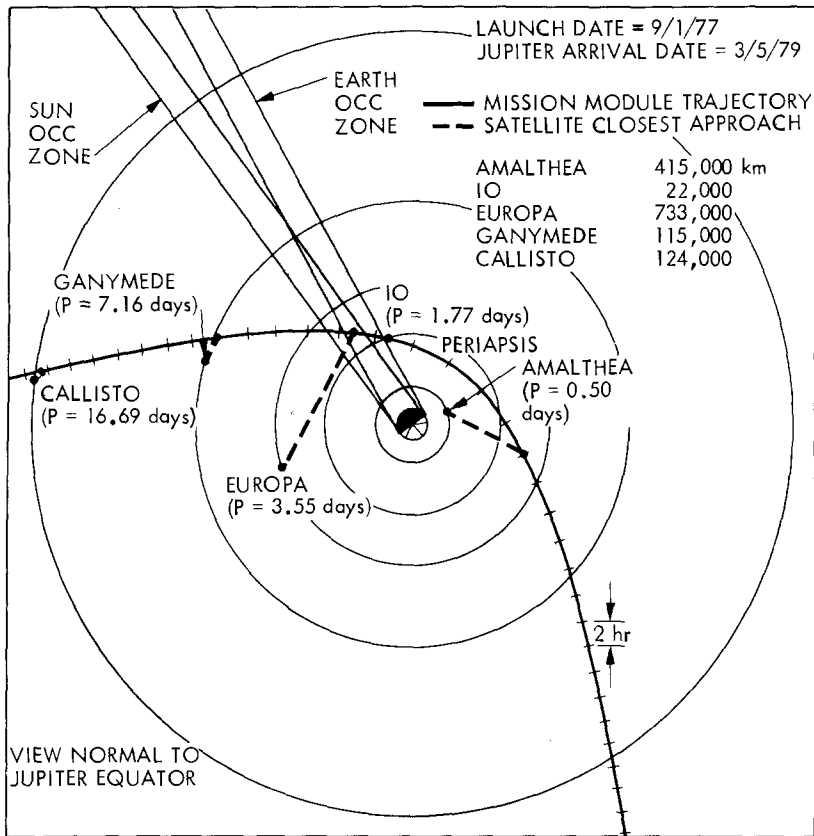 LAUNCH DATE = 9/1/77
JUPITER ARRIVAL DATE = 3/5/79
SUN
OCC
ZONE
EARTH
OCC
ZONE
MISSION MODULE TRAJECTORY
SATELLITE CLOSEST APPROACH
AMALTHEA 415,000 km
IO 22,000
EUROPA 733,000
GANYMEDE 115,000
CALLISTO 124,000
GANYMEDE
(P = 7.16 days)
IO
(P = 1.77 days)
PERIAPSIS
AMALTHEA
(P = 0.50
days)
CALLISTO
(P = 16.69 days)
EUROPA
(P = 3.55 days)
2 hr
VIEW NORMAL TO
JUPITER EQUATOR